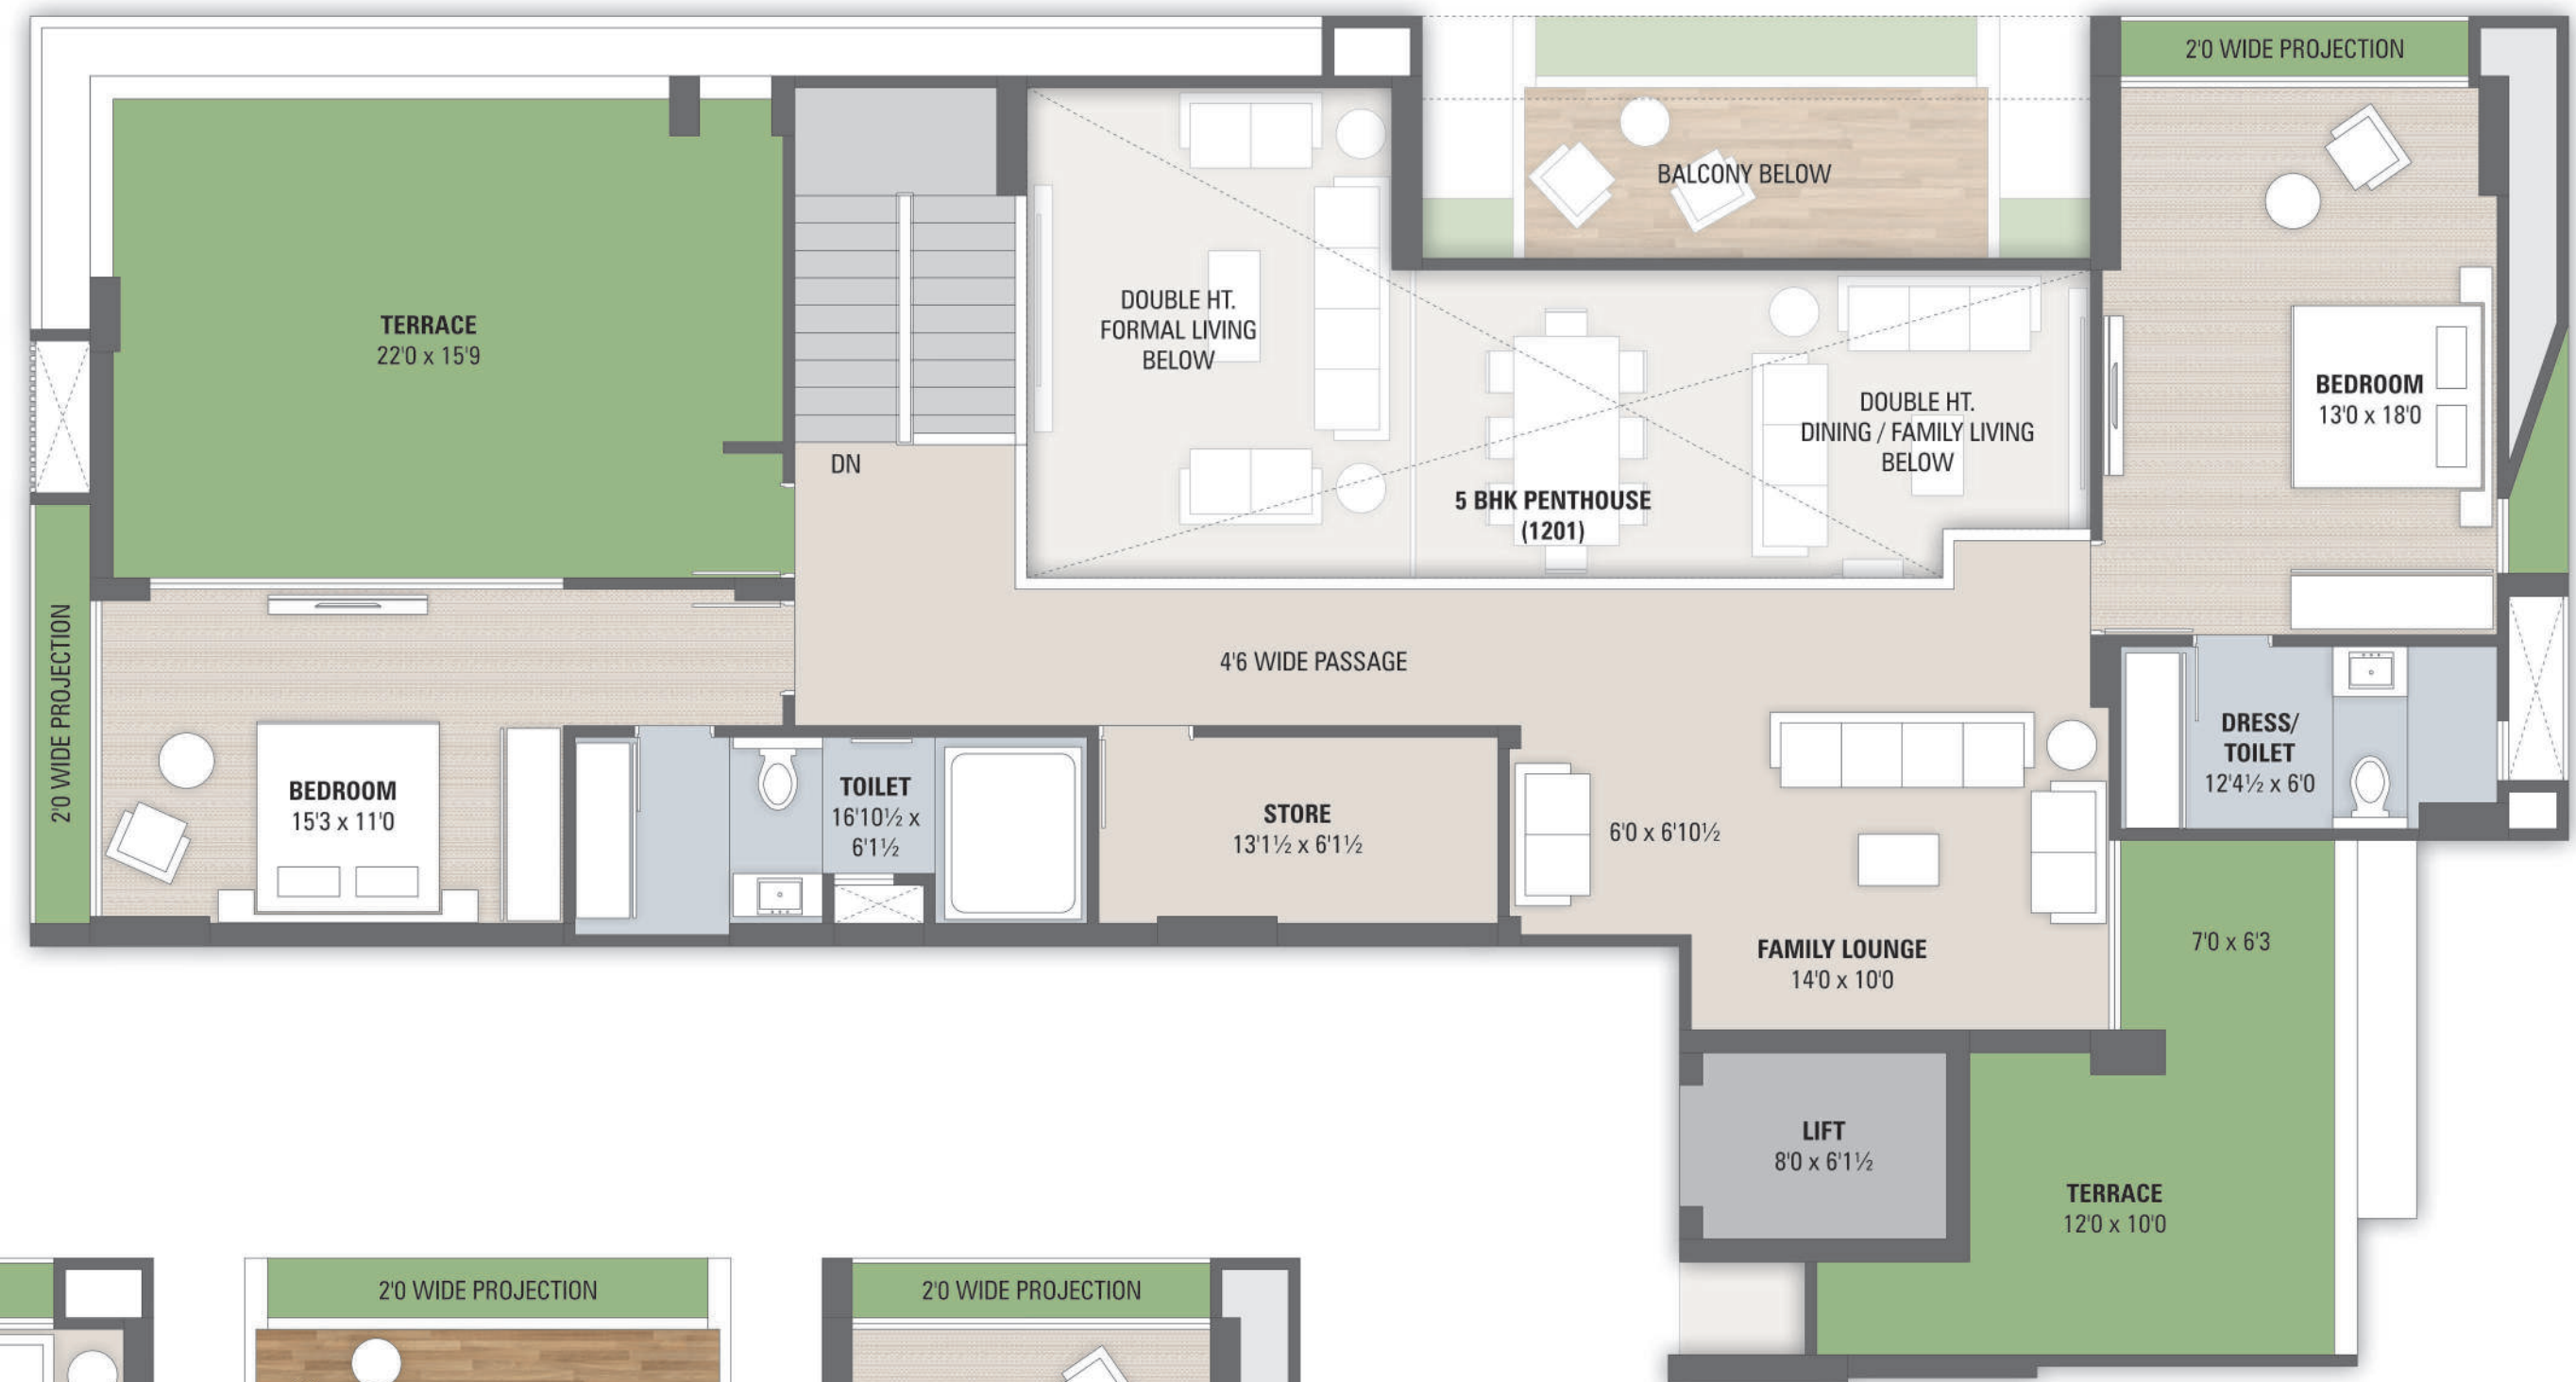 2'0 WIDE PROJECTION
BALCONY BELOW
TERRACE
22'0 x 15'9
DOUBLE HT.
FORMAL LIVING
BELOW
DOUBLE HT.
DINING / FAMILY LIVING
BELOW
BEDROOM
13'0 x 18'0
DN
5 BHK PENTHOUSE
(1201)
2'0 WIDE PROJECTION
4'6 WIDE PASSAGE
BEDROOM
15'3 x 11'0
TOILET
16'10½ x
6'1½
STORE
13'1½ x 6'1½
6'0 x 6'10½
DRESS/
TOILET
12'4½ x 6'0
FAMILY LOUNGE
14'0 x 10'0
7'0 x 6'3
LIFT
8'0 x 6'1½
TERRACE
12'0 x 10'0
2'0 WIDE PROJECTION
2'0 WIDE PROJECTION